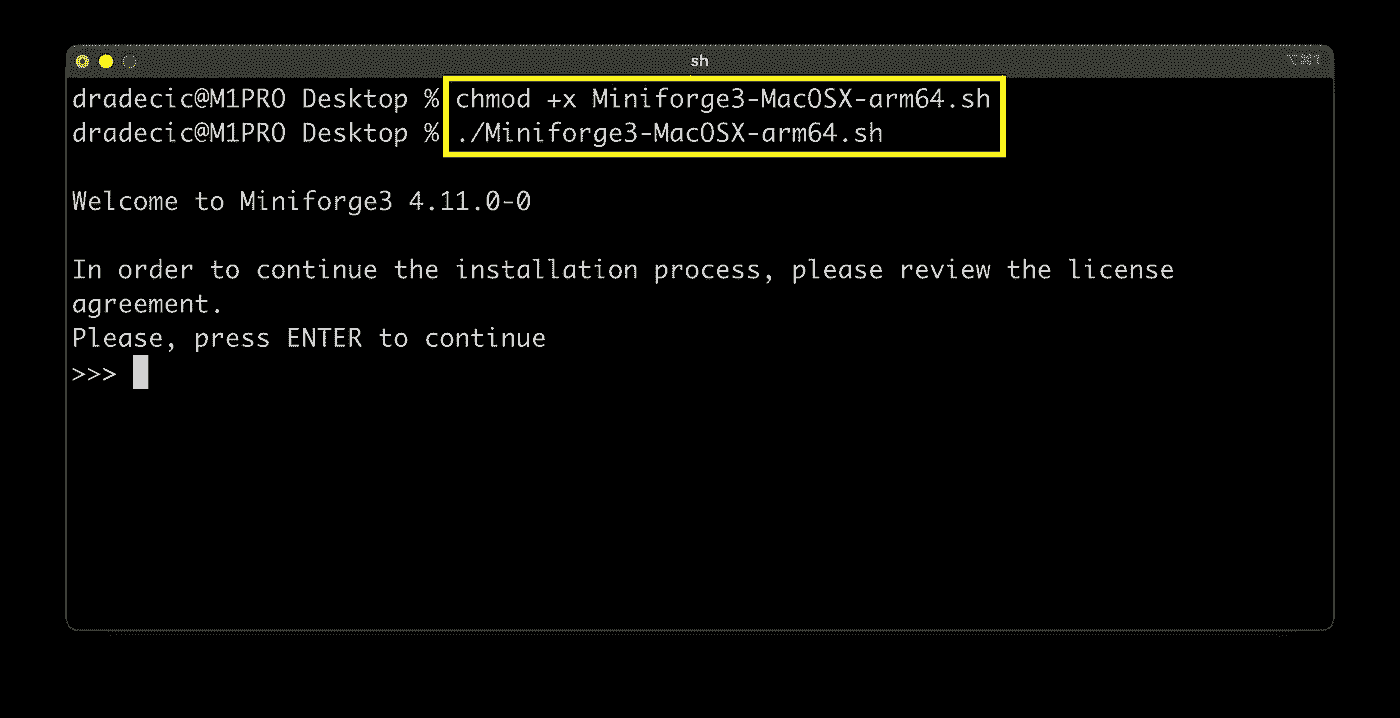 sh ⌥⌘1
dradecic@M1PRO Desktop % chmod +x Miniforge3-MacOSX-arm64.sh
dradecic@M1PRO Desktop % ./Miniforge3-MacOSX-arm64.sh
Welcome to Miniforge3 4.11.0-0
In order to continue the installation process, please review the license
agreement.
Please, press ENTER to continue
>>>